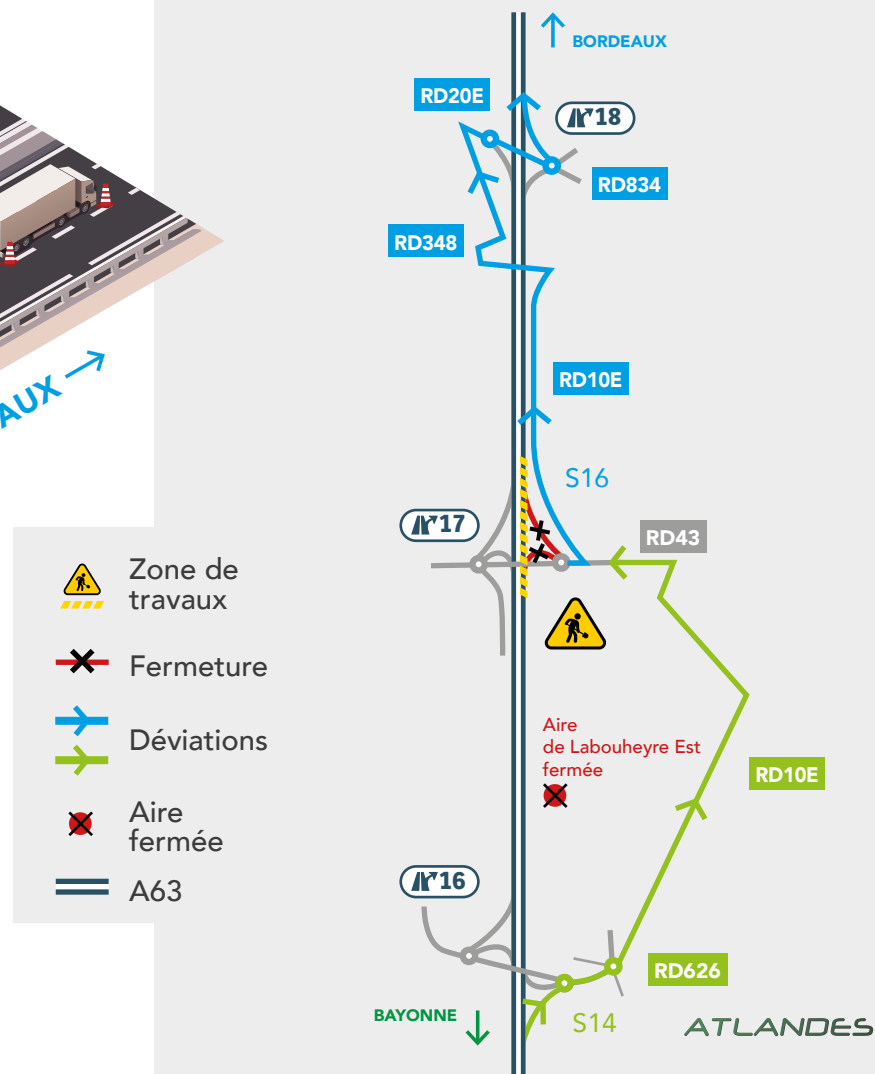 BORDEAUX
RD20E
18
RD834
RD348
AUX
RD10E
S16
17
RD43
Zone de
travaux
Fermeture
Déviations
Aire
fermée
A63
Aire
de Labouheyre Est
fermée
RD10E
16
RD626
BAYONNE
S14
ATLANDES